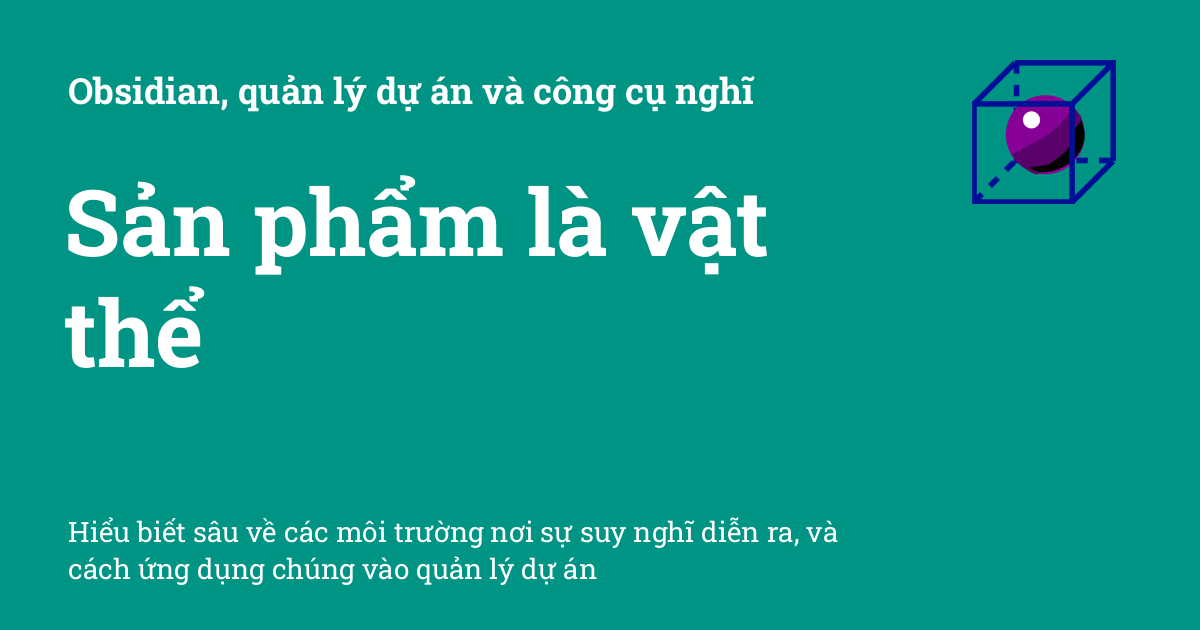 Obsidian, quản lý dự án và công cụ nghĩ
Sản phẩm là vật
thể
Hiểu biết sâu về các môi trường nơi sự suy nghĩ diễn ra, và
cách ứng dụng chúng vào quản lý dự án